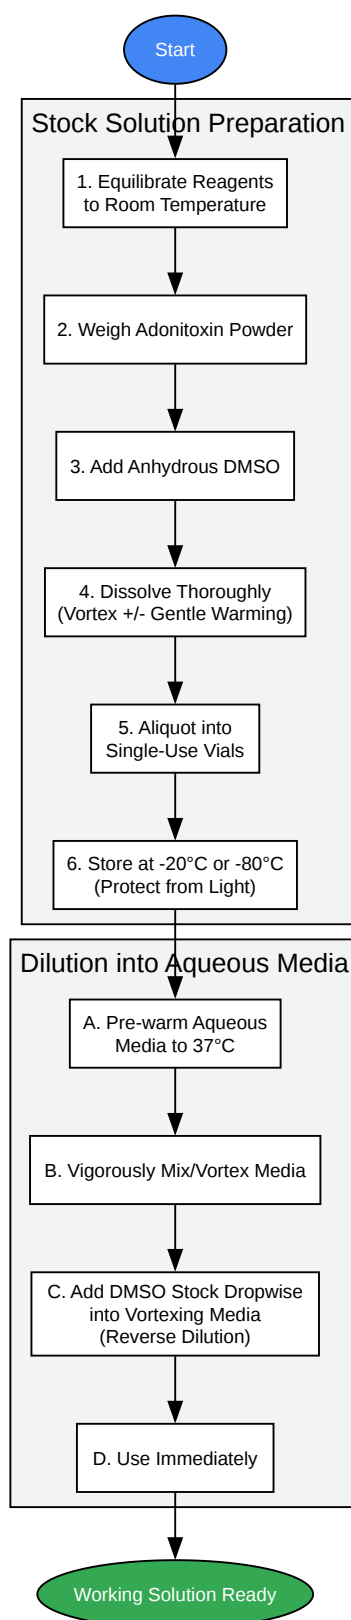 Start
Stock Solution Preparation
1. Equilibrate Reagents
to Room Temperature
2. Weigh Adonitoxin Powder
3. Add Anhydrous DMSO
4. Dissolve Thoroughly
(Vortex +/- Gentle Warming)
5. Aliquot into
Single-Use Vials
6. Store at -20°C or -80°C
(Protect from Light)
Dilution into Aqueous Media
A. Pre-warm Aqueous
Media to 37°C
B. Vigorously Mix/Vortex Media
C. Add DMSO Stock Dropwise
into Vortexing Media
(Reverse Dilution)
D. Use Immediately
Working Solution Ready